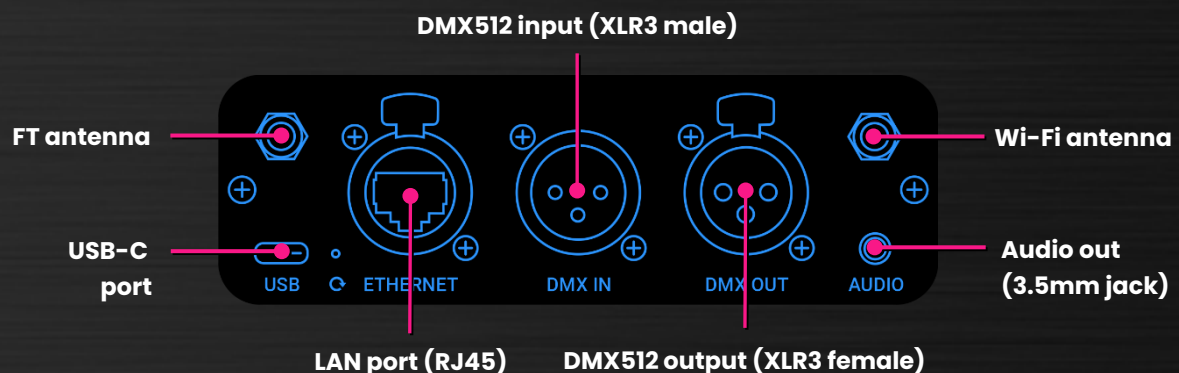 DMX512 input (XLR3 male)
FT antenna
Wi-Fi antenna
USB-C
port
Audio out
(3.5mm jack)
USB
ETHERNET
DMX IN
DMX OUT
AUDIO
LAN port (RJ45)
DMX512 output (XLR3 female)